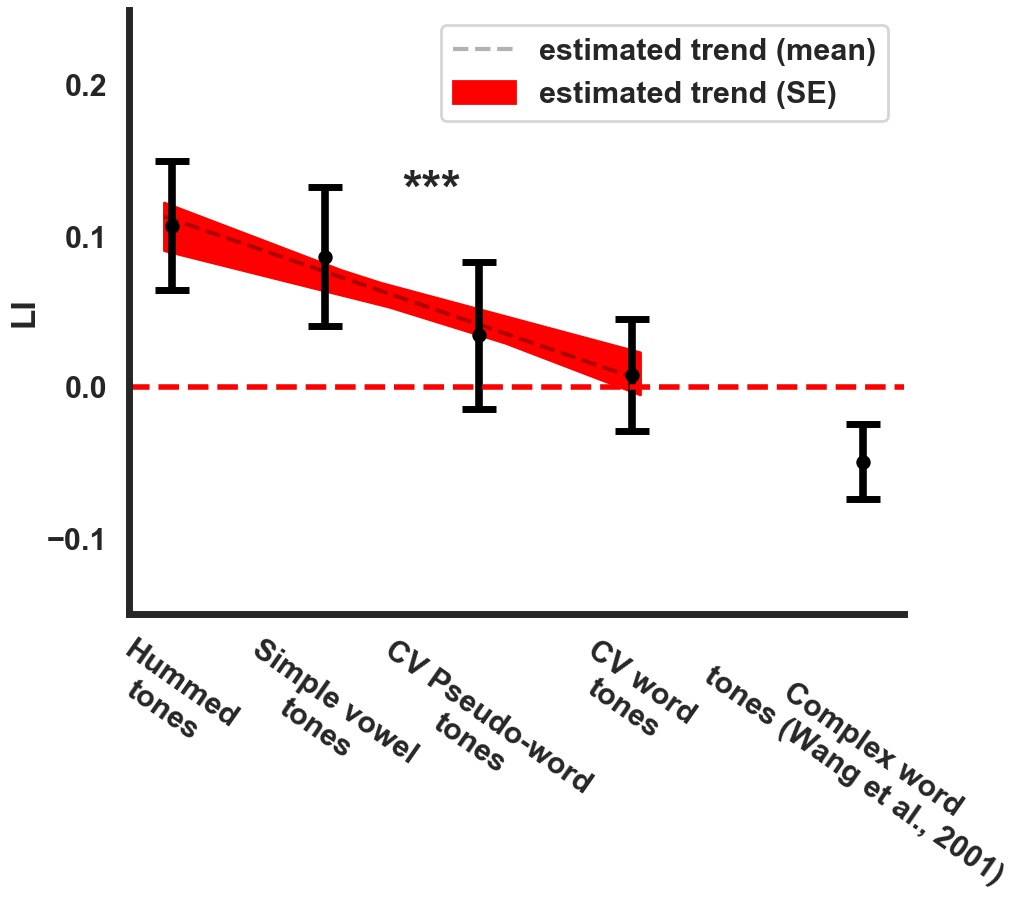 estimated trend (mean)
estimated trend (SE)
***
LI
0.2
0.1
0.0
−0.1
Hummed
tones
Simple vowel
tones
CV Pseudo-word
tones
CV word
tones
Complex word
tones (Wang et al., 2001)